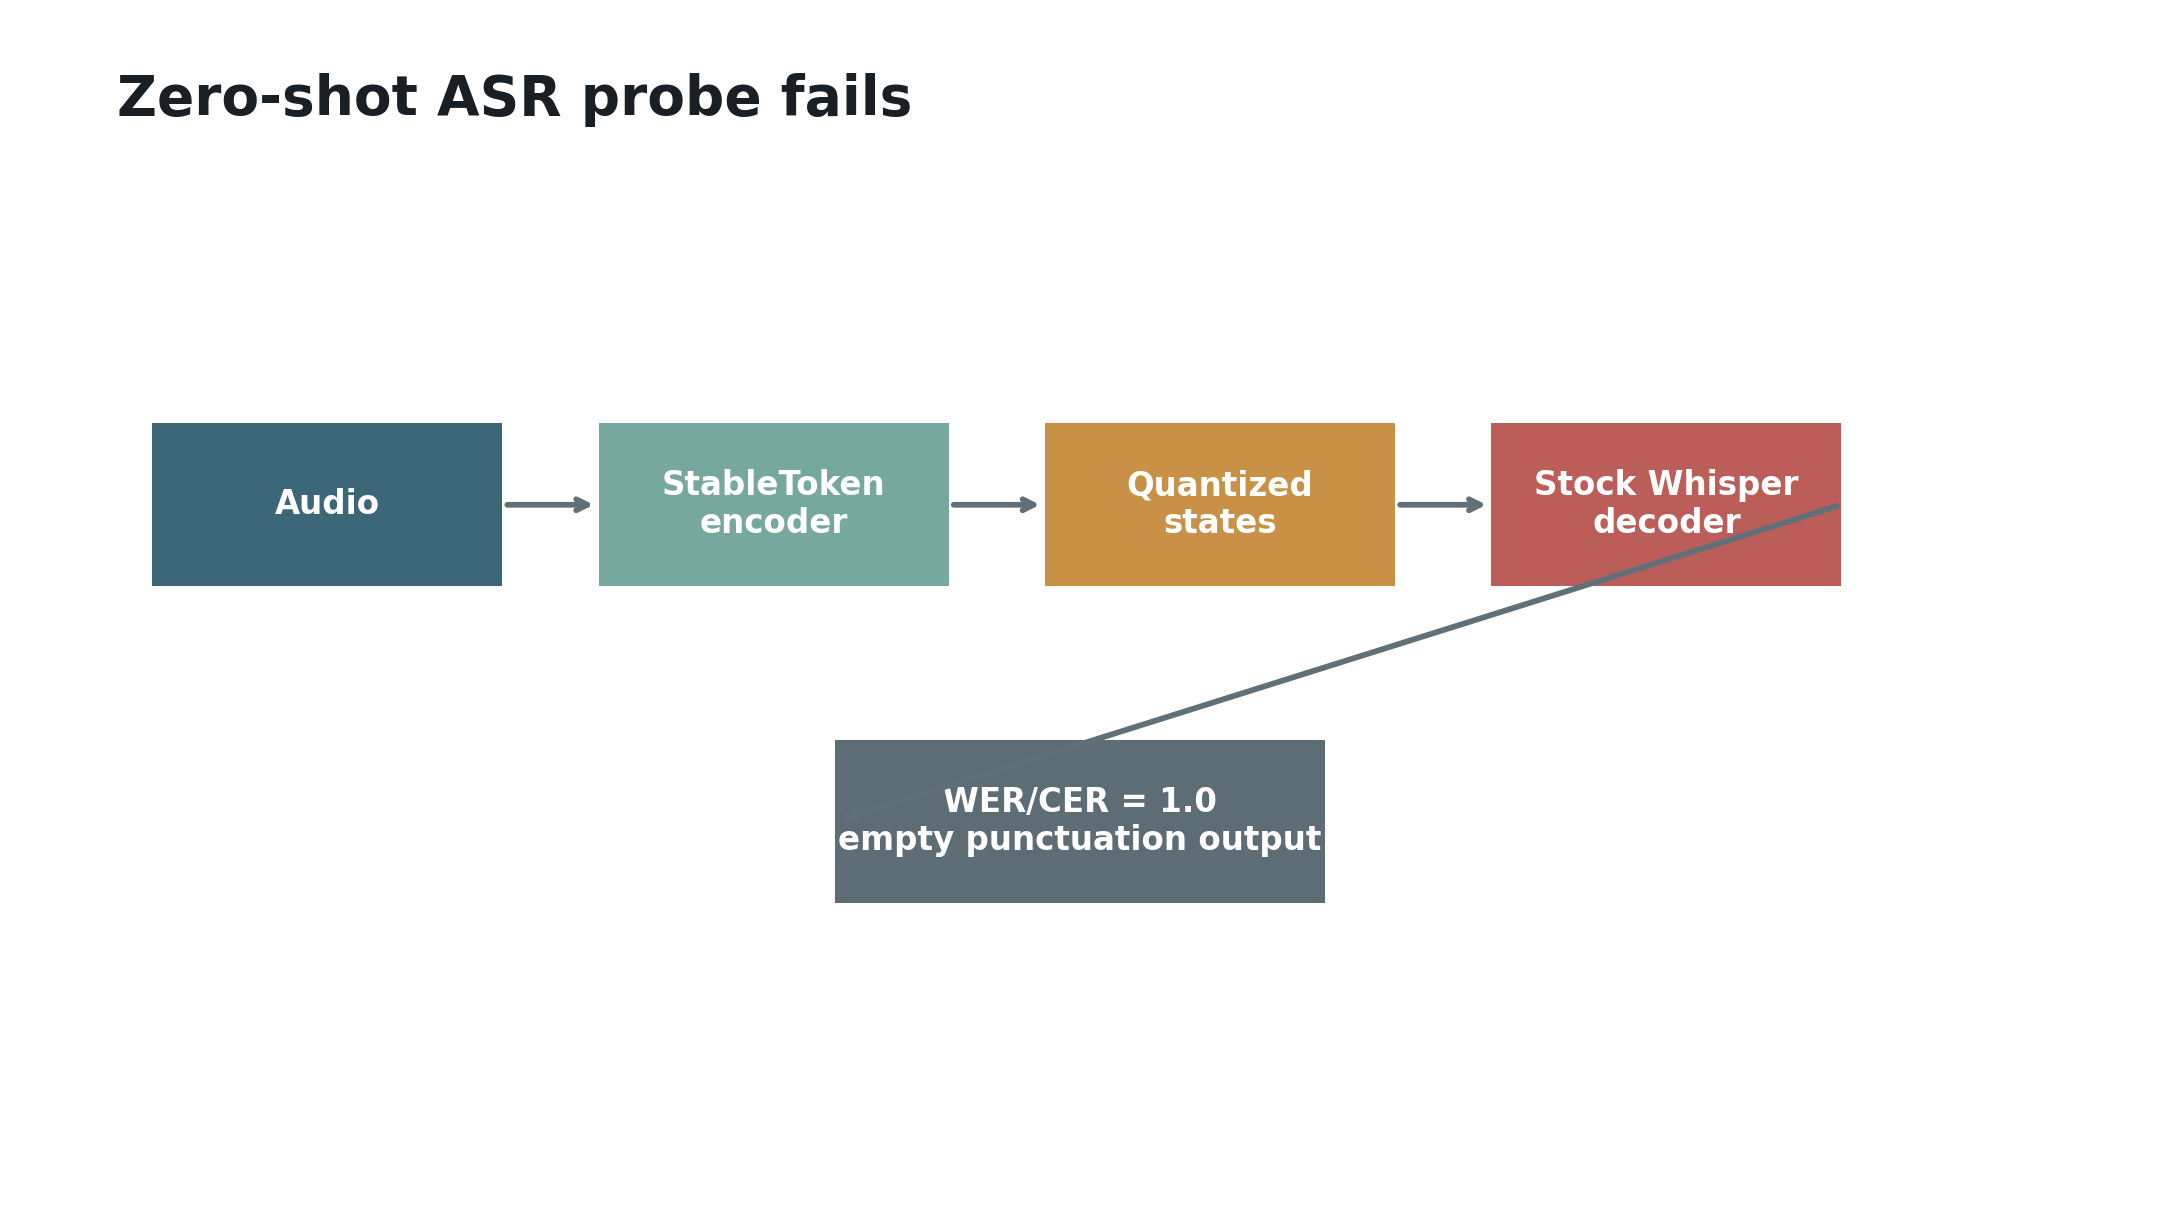 Zero-shot ASR probe fails
Audio
StableToken
encoder
Quantized
states
Stock Whisper
decoder
WER/CER = 1.0
empty punctuation output